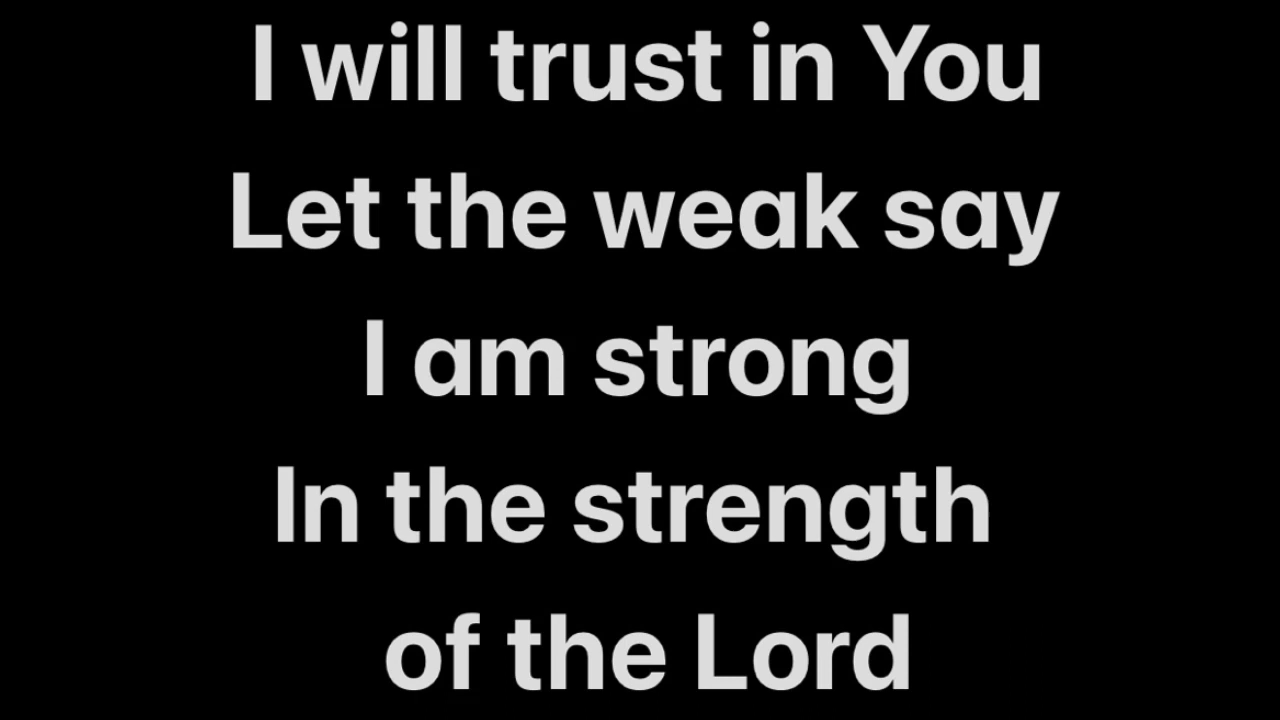 I will trust in You
Let the weak say
I am strong
In the strength
of the Lord